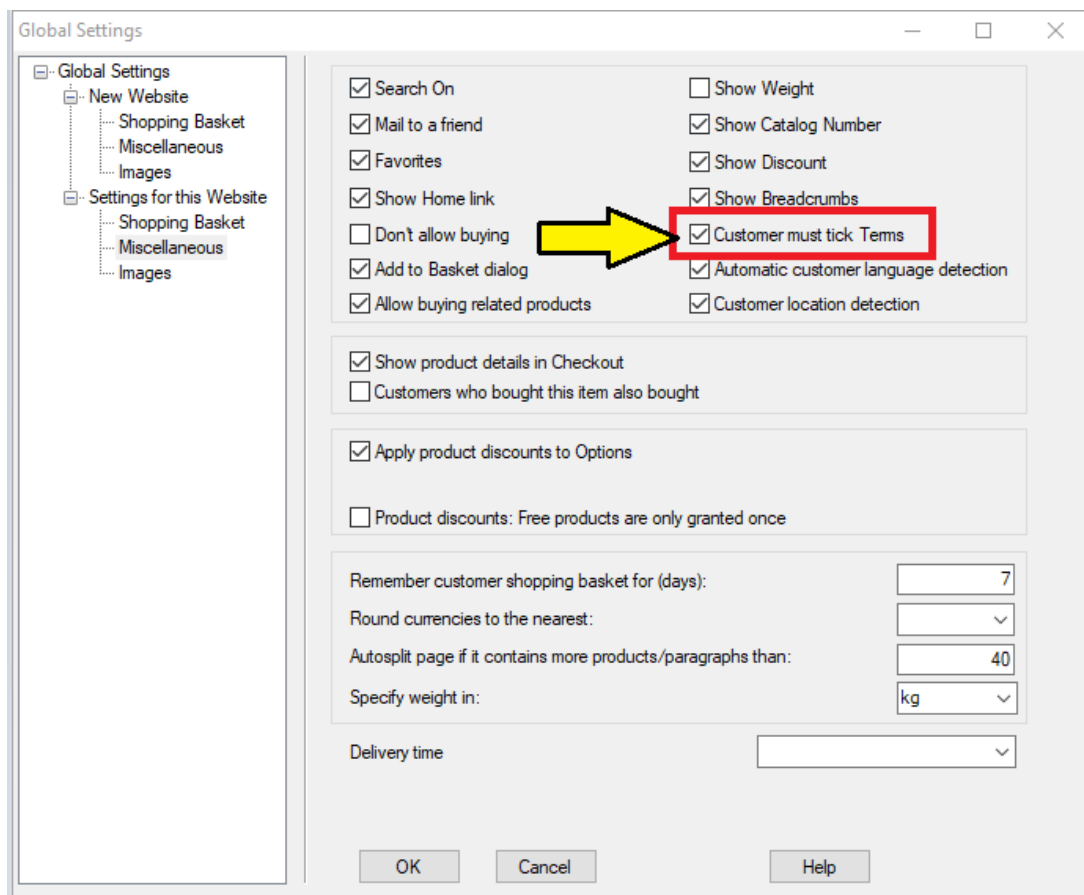 Global Settings
Global Settings
New Website
Shopping Basket
Miscellaneous
Images
Settings for this Website
Shopping Basket
Miscellaneous
Images
Search On
Show Weight
Mail to a friend
Show Catalog Number
Favorites
Show Discount
Show Home link
Show Breadcrumbs
Don't allow buying
Customer must tick Terms
Add to Basket dialog
Automatic customer language detection
Allow buying related products
Customer location detection
Show product details in Checkout
Customers who bought this item also bought
Apply product discounts to Options
Product discounts: Free products are only granted once
Remember customer shopping basket for (days): 7
Round currencies to the nearest:
Autosplit page if it contains more products/paragraphs than: 40
Specify weight in: kg
Delivery time
OK Cancel Help